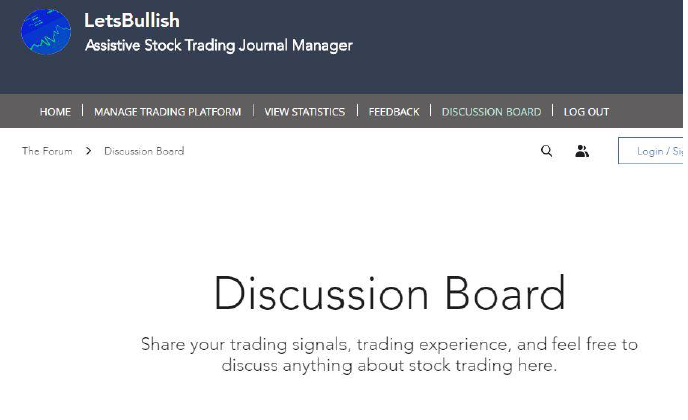 LetsBullish
Assistive Stock Trading Journal Manager
HOME MANAGE TRADING PLATFORM VIEW STATISTICS FEEDBACK DISCUSSION BOARD LOG OUT
The Forum > Discussion Board Login / Sig
Discussion Board
Share your trading signals, trading experience, and feel free to
discuss anything about stock trading here.